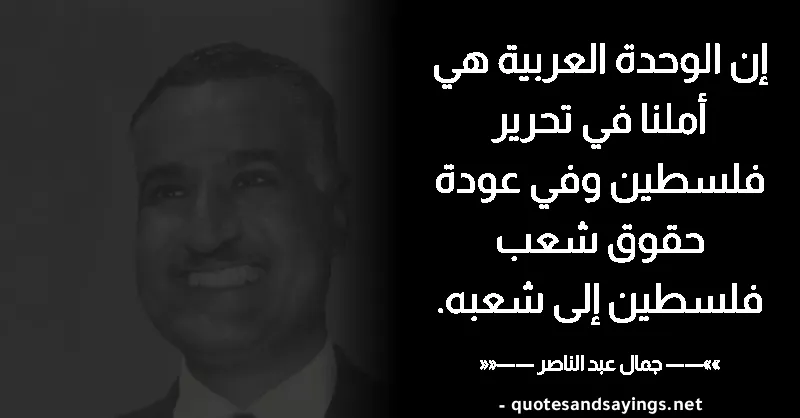 إن الوحدة العربية هي
أملنا في تحرير
فلسطين وفي عودة
حقوق شعب
فلسطين إلى شعبه.
»»—— جمال عبد الناصر ——««
- quotesandsayings.net